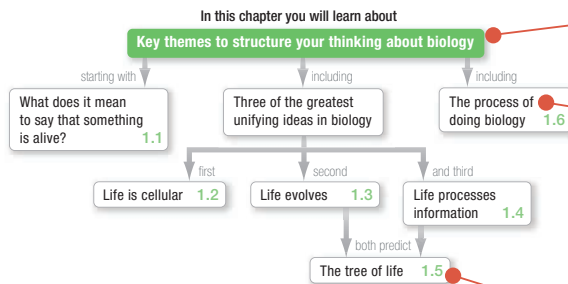 In this chapter you will learn about
Key themes to structure your thinking about biology
starting with
including
including
What does it mean
to say that something
is alive? 1.1
Three of the greatest
unifying ideas in biology
The process of
doing biology 1.6
first
second
and third
Life is cellular 1.2
Life evolves 1.3
Life processes
information 1.4
both predict
The tree of life 1.5